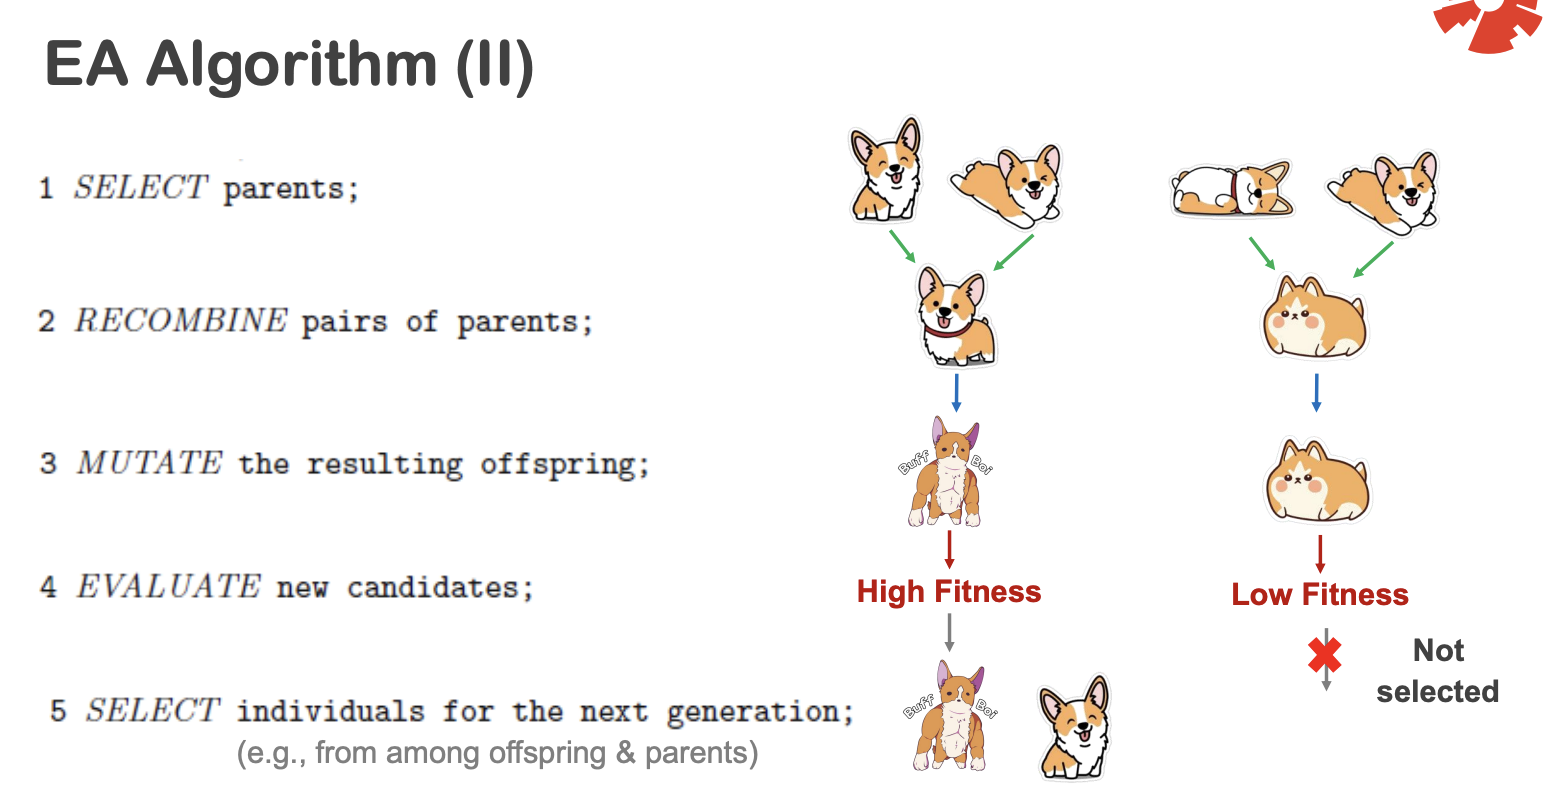 EA Algorithm (II)
1 SELECT parents;
2 RECOMBINE pairs of parents;
3 MUTATE the resulting offspring;
Buff Boi
4 EVALUATE new candidates;
High Fitness
Low Fitness
Not
selected
5 SELECT individuals for the next generation;
(e.g., from among offspring & parents)
Buff Boi